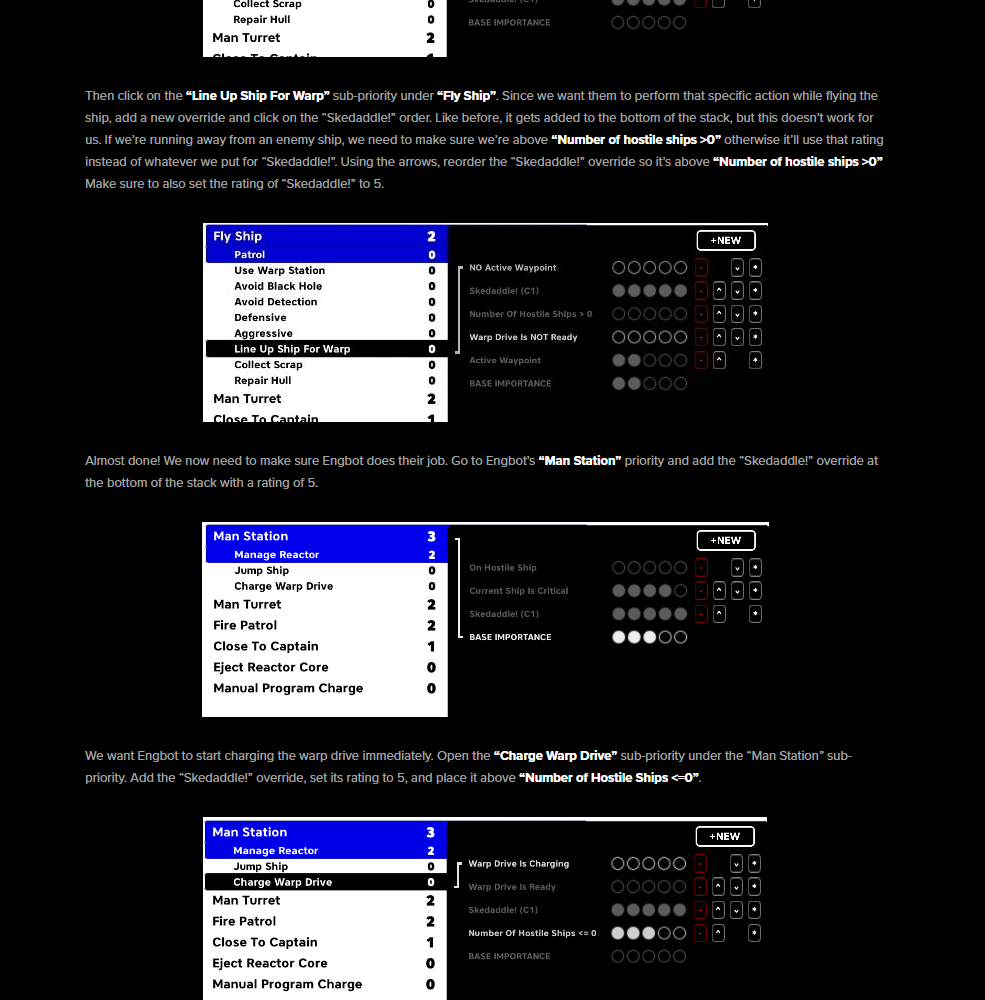 Collect Scrap 0
Repair Hull 0
BASE IMPORTANCE
Man Turret 2
Close To Captain 1
Then click on the “Line Up Ship For Warp” sub-priority under “Fly Ship”. Since we want them to perform that specific action while flying the
ship, add a new override and click on the “Skedaddle!” order. Like before, it gets added to the bottom of the stack, but this doesn’t work for
us. If we’re running away from an enemy ship, we need to make sure we’re above “Number of hostile ships >0” otherwise it’ll use that rating
instead of whatever we put for “Skedaddle!”. Using the arrows, reorder the “Skedaddle!” override so it’s above “Number of hostile ships >0”
Make sure to also set the rating of “Skedaddle!” to 5.
Fly Ship 2
Patrol 0
Use Warp Station 0
Avoid Black Hole 0
Avoid Detection 0
Defensive 0
Aggressive 0
Line Up Ship For Warp 0
Collect Scrap 0
Repair Hull 0
Man Turret 2
Close To Captain 1
+NEW
NO Active Waypoint
Skedaddle! (C1)
Number Of Hostile Ships > 0
Warp Drive Is NOT Ready
Active Waypoint
BASE IMPORTANCE
Almost done! We now need to make sure Engbot does their job. Go to Engbot’s “Man Station” priority and add the “Skedaddle!” override at
the bottom of the stack with a rating of 5.
Man Station 3
Manage Reactor 2
Jump Ship 0
Charge Warp Drive 0
Man Turret 2
Fire Patrol 2
Close To Captain 1
Eject Reactor Core 0
Manual Program Charge 0
+NEW
On Hostile Ship
Current Ship Is Critical
Skedaddle! (C1)
BASE IMPORTANCE
We want Engbot to start charging the warp drive immediately. Open the “Charge Warp Drive” sub-priority under the “Man Station” sub-
priority. Add the “Skedaddle!” override, set its rating to 5, and place it above “Number of Hostile Ships <=0”.
Man Station 3
Manage Reactor 2
Jump Ship 0
Charge Warp Drive 0
Man Turret 2
Fire Patrol 2
Close To Captain 1
Eject Reactor Core 0
Manual Program Charge 0
+NEW
Warp Drive Is Charging
Warp Drive Is Ready
Skedaddle! (C1)
Number Of Hostile Ships <= 0
BASE IMPORTANCE